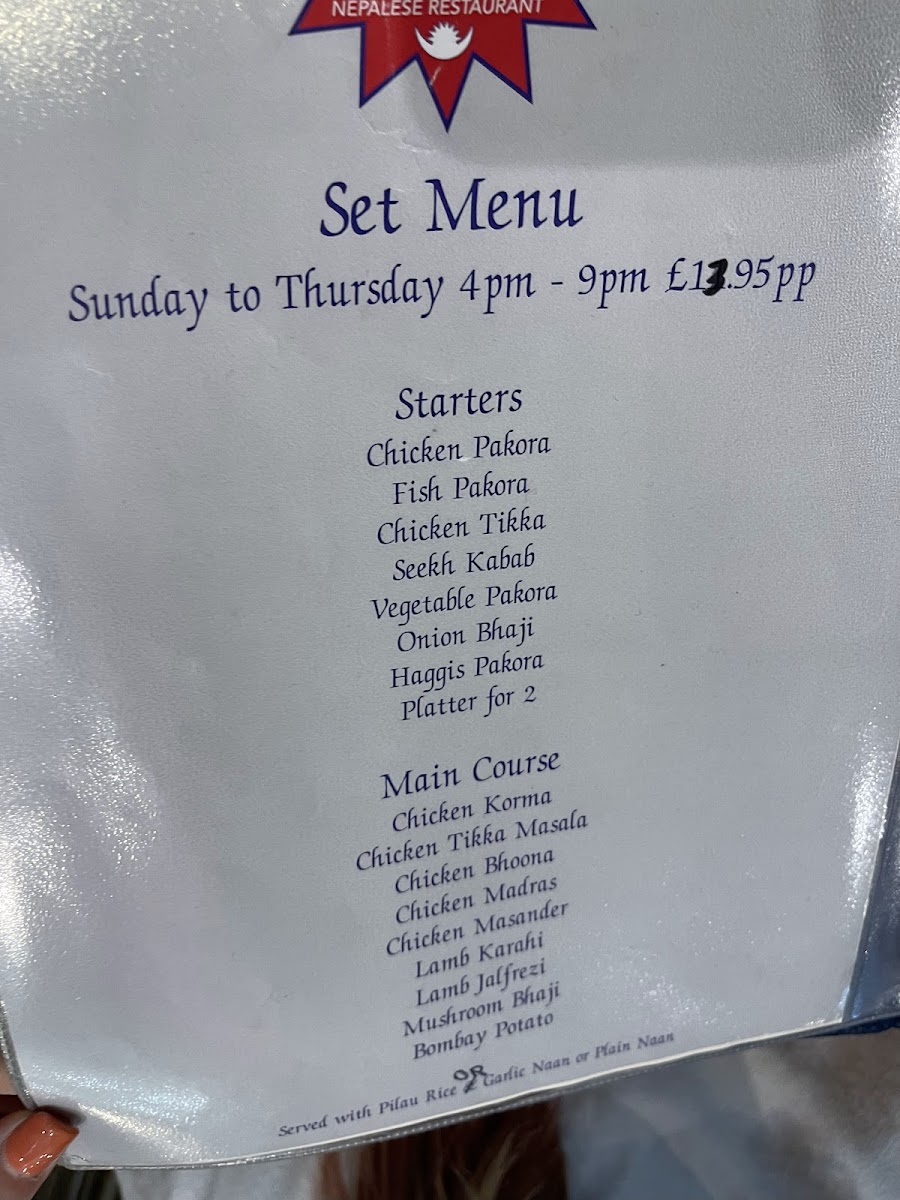 NEPALESE RESTAURANT
Set Menu
Sunday to Thursday 4pm - 9pm £13.95pp
Starters
Chicken Pakora
Fish Pakora
Chicken Tikka
Seekh Kabab
Vegetable Pakora
Onion Bhaji
Haggis Pakora
Platter for 2
Main Course
Chicken Korma
Chicken Tikka Masala
Chicken Bhoona
Chicken Madras
Chicken Masander
Lamb Karahi
Lamb Jalfrezi
Mushroom Bhaji
Bombay Potato
Served with Pilau Rice OR Garlic Naan or Plain Naan